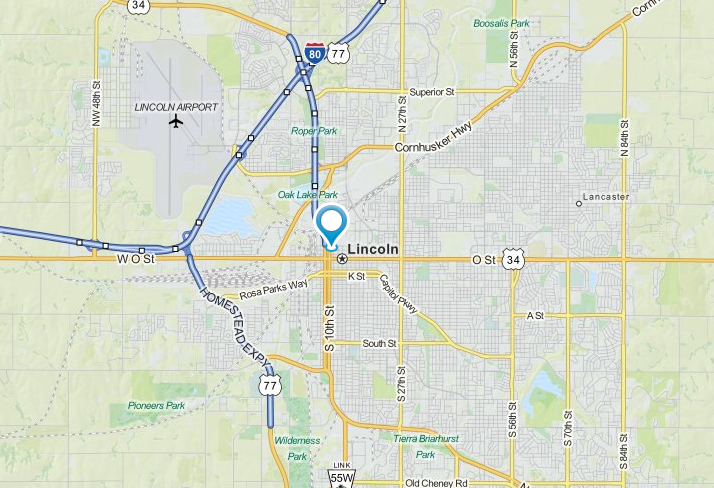 34
Boosalis Park
Cornh
N 56th St
80
77
NW 48th St
LINCOLN AIRPORT
Superior St
N 27th St
Roper Park
Cornhusker Hwy
N 84th St
Oak Lake Park
Lancaster
Lincoln
W O St
O St
34
K St
Rosa Parks Way
Capitol Pkwy
HOMESTEAD EXPY
S 10th St
A St
South St
77
S 27th St
Pioneers Park
S 56th St
S 70th St
S 84th St
Wilderness
Park
Tierra Briarhurst
Park
LINK
55W
Old Cheney Rd